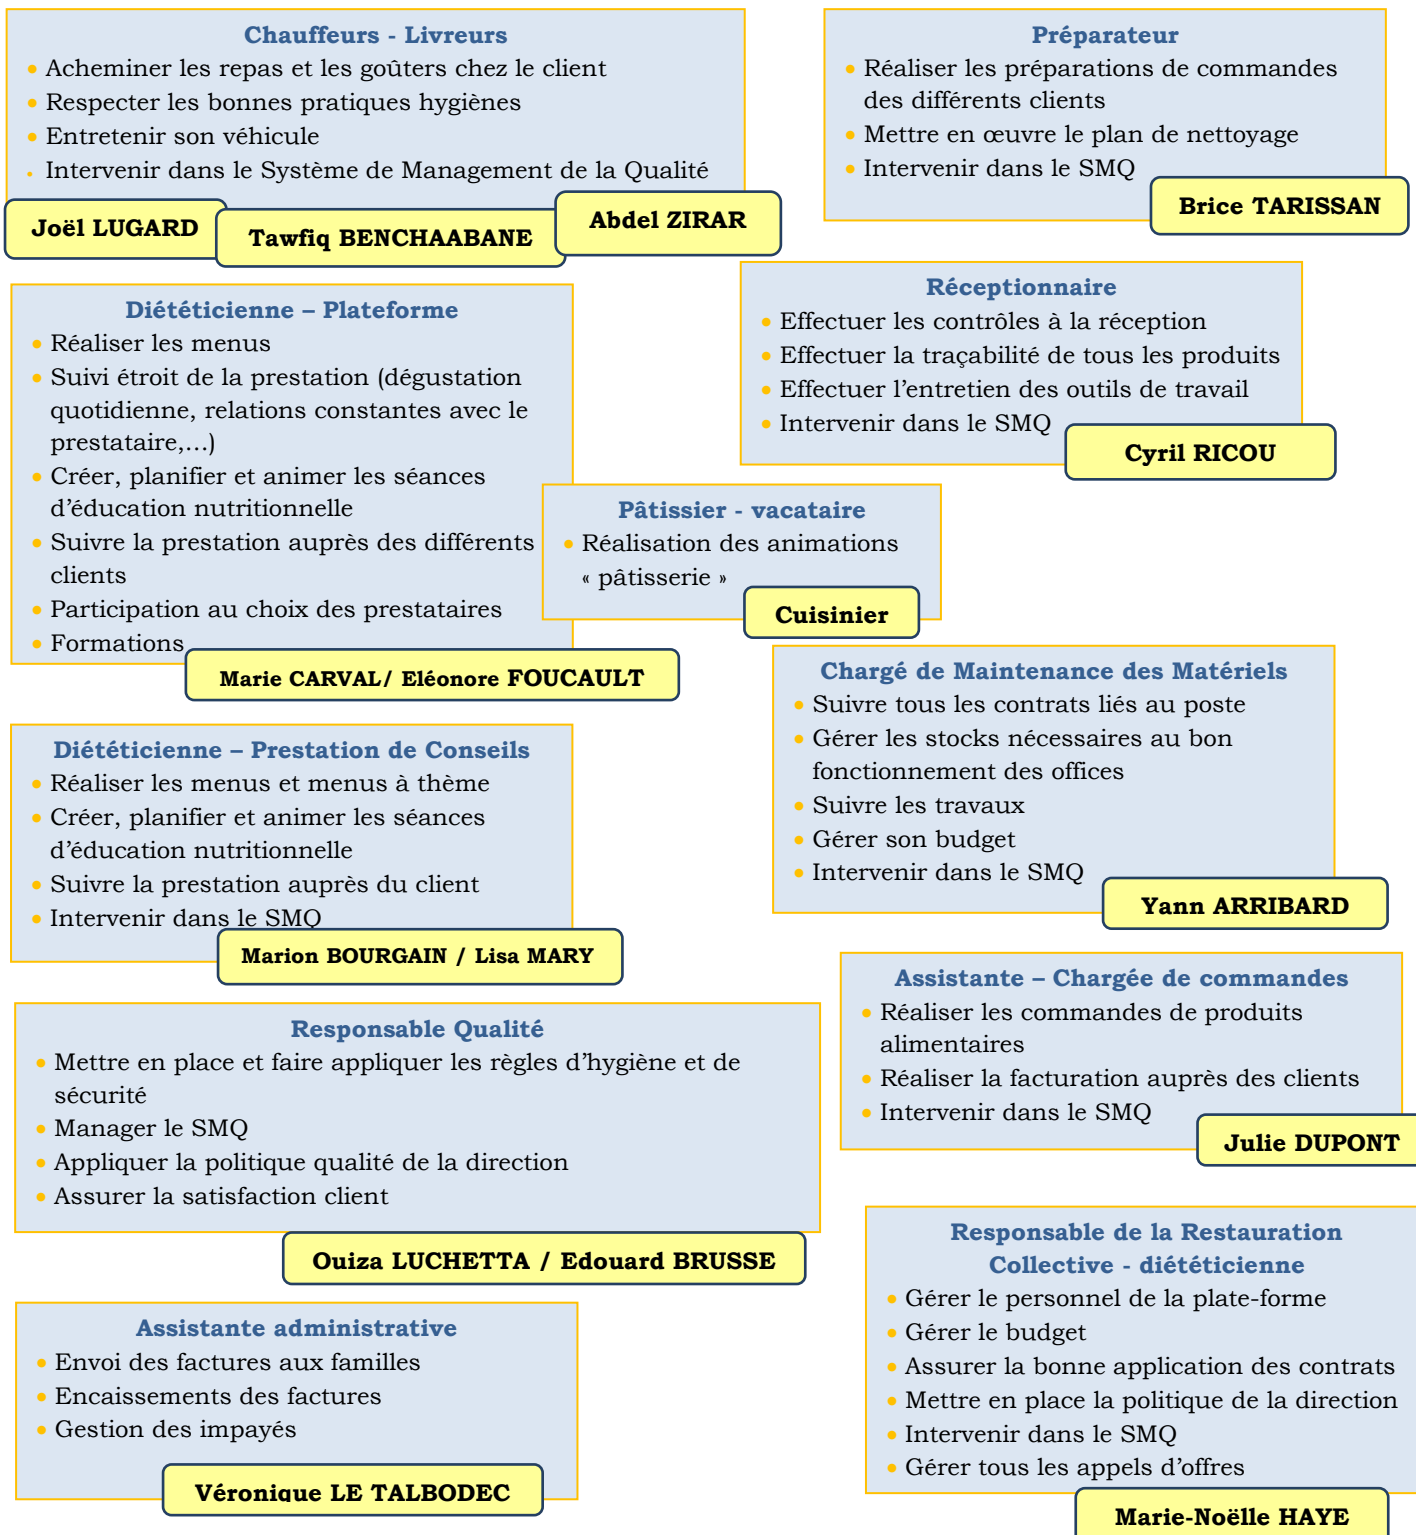 Chauffeurs - Livreurs
• Acheminer les repas et les goûters chez le client
• Respecter les bonnes pratiques hygiènes
• Entretenir son véhicule
• Intervenir dans le Système de Management de la Qualité
Joël LUGARD
Tawfiq BENCHAABANE
Abdel ZIRAR
Préparateur
• Réaliser les préparations de commandes
des différents clients
• Mettre en œuvre le plan de nettoyage
• Intervenir dans le SMQ
Brice TARISSAN
Diététicienne – Plateforme
• Réaliser les menus
• Suivi étroit de la prestation (dégustation
quotidienne, relations constantes avec le
prestataire,…)
• Créer, planifier et animer les séances
d’éducation nutritionnelle
• Suivre la prestation auprès des différents
clients
• Participation au choix des prestataires
• Formations
Marie CARVAL/ Eléonore FOUCAULT
Réceptionnaire
• Effectuer les contrôles à la réception
• Effectuer la traçabilité de tous les produits
• Effectuer l’entretien des outils de travail
• Intervenir dans le SMQ
Cyril RICOU
Pâtissier - vacataire
• Réalisation des animations
« pâtisserie »
Cuisinier
Chargé de Maintenance des Matériels
• Suivre tous les contrats liés au poste
• Gérer les stocks nécessaires au bon
fonctionnement des offices
• Suivre les travaux
• Gérer son budget
• Intervenir dans le SMQ
Yann ARRIBARD
Diététicienne – Prestation de Conseils
• Réaliser les menus et menus à thème
• Créer, planifier et animer les séances
d’éducation nutritionnelle
• Suivre la prestation auprès du client
• Intervenir dans le SMQ
Marion BOURGAIN / Lisa MARY
Assistante – Chargée de commandes
• Réaliser les commandes de produits
alimentaires
• Réaliser la facturation auprès des clients
• Intervenir dans le SMQ
Julie DUPONT
Responsable Qualité
• Mettre en place et faire appliquer les règles d’hygiène et de
sécurité
• Manager le SMQ
• Appliquer la politique qualité de la direction
• Assurer la satisfaction client
Ouiza LUCHETTA / Edouard BRUSSE
Responsable de la Restauration
Collective - diététicienne
• Gérer le personnel de la plate-forme
• Gérer le budget
• Assurer la bonne application des contrats
• Mettre en place la politique de la direction
• Intervenir dans le SMQ
• Gérer tous les appels d’offres
Marie-Noëlle HAYE
Assistante administrative
• Envoi des factures aux familles
• Encaissements des factures
• Gestion des impayés
Véronique LE TALBODEC